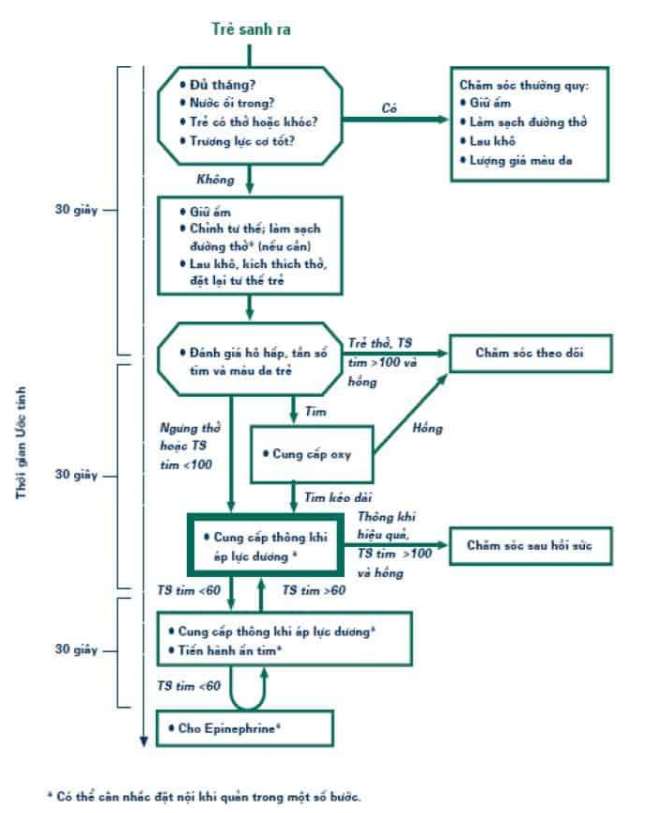 Trẻ sanh ra
• Đủ tháng?
• Nước ối trong?
• Trẻ có thở hoặc khóc?
• Trương lực cơ tốt?
Có
Chăm sóc thường quy:
• Giữ ấm
• Làm sạch đường thở
• Lau khô
• Lượng giá màu da
Không
30 giây
• Giữ ấm
• Chỉnh tư thế; làm sạch
đường thở* (nếu cần)
• Lau khô, kích thích thở,
đặt lại tư thế trẻ
• Đánh giá hô hấp, tần số
tim và màu da trẻ
Trẻ thở, TS
tim >100 và
hồng
Chăm sóc theo dõi
Thời gian Ước tính
30 giây
Ngưng thở
hoặc TS
tim <100
Tím
• Cung cấp oxy
Hồng
Tím kéo dài
• Cung cấp thông khí
áp lực dương *
Thông khí
hiệu quả,
TS tim >100
và hồng
Chăm sóc sau hồi sức
TS tim <60
TS tim >60
30 giây
• Cung cấp thông khí áp lực dương*
• Tiến hành ấn tim*
TS tim <60
• Cho Epinephrine*
* Có thể cân nhắc đặt nội khí quản trong một số bước.